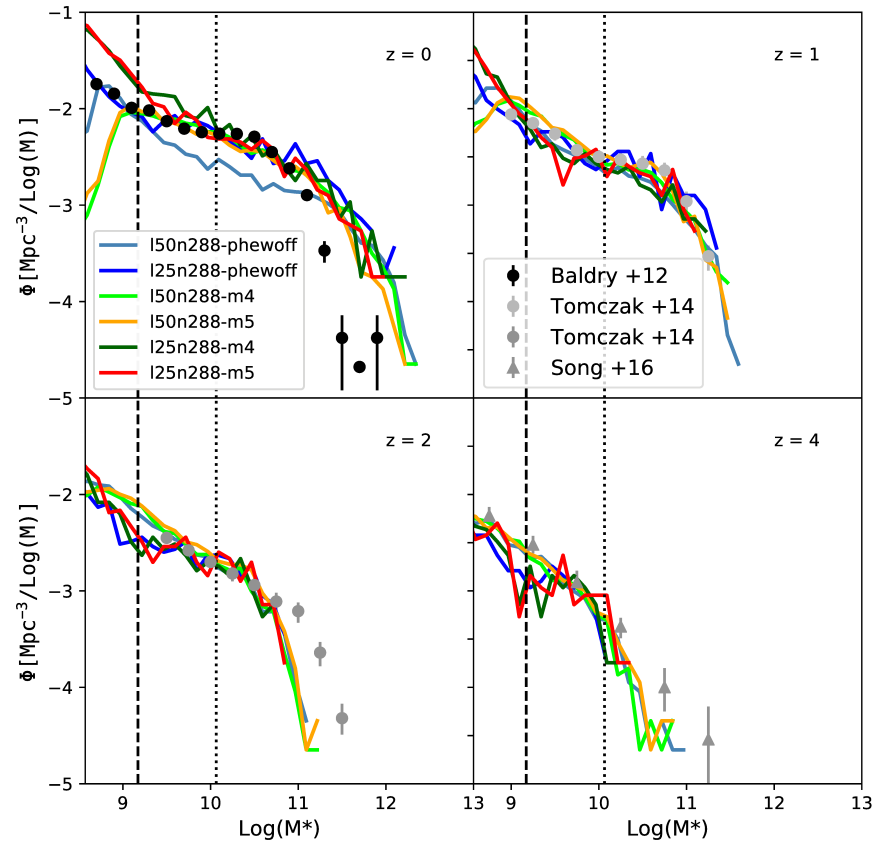 −1
−2
−3
−4
−5
Φ[Mpc⁻³/Log(M)]
z = 0
l50n288-phewoff
l25n288-phewoff
l50n288-m4
l50n288-m5
l25n288-m4
l25n288-m5
z = 1
Baldry +12
Tomczak +14
Tomczak +14
Song +16
−2
−3
−4
−5
Φ[Mpc⁻³/Log(M)]
z = 2
z = 4
9 10 11 12 13
9 10 11 12 13
Log(M*) Log(M*)